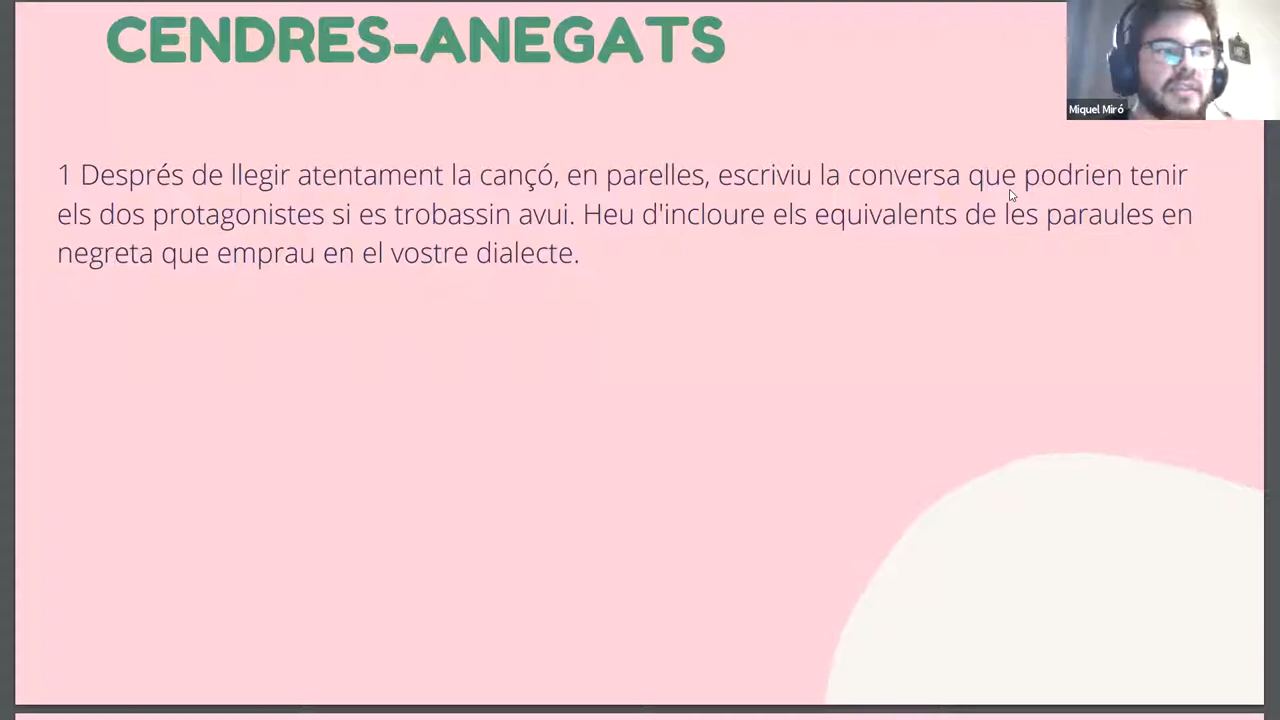 CENDRES-ANEGATS
Miquel Miró
1 Després de llegir atentament la cançó, en parelles, escriviu la conversa que podrien tenir
els dos protagonistes si es trobassin avui. Heu d'incloure els equivalents de les paraules en
negreta que emprau en el vostre dialecte.